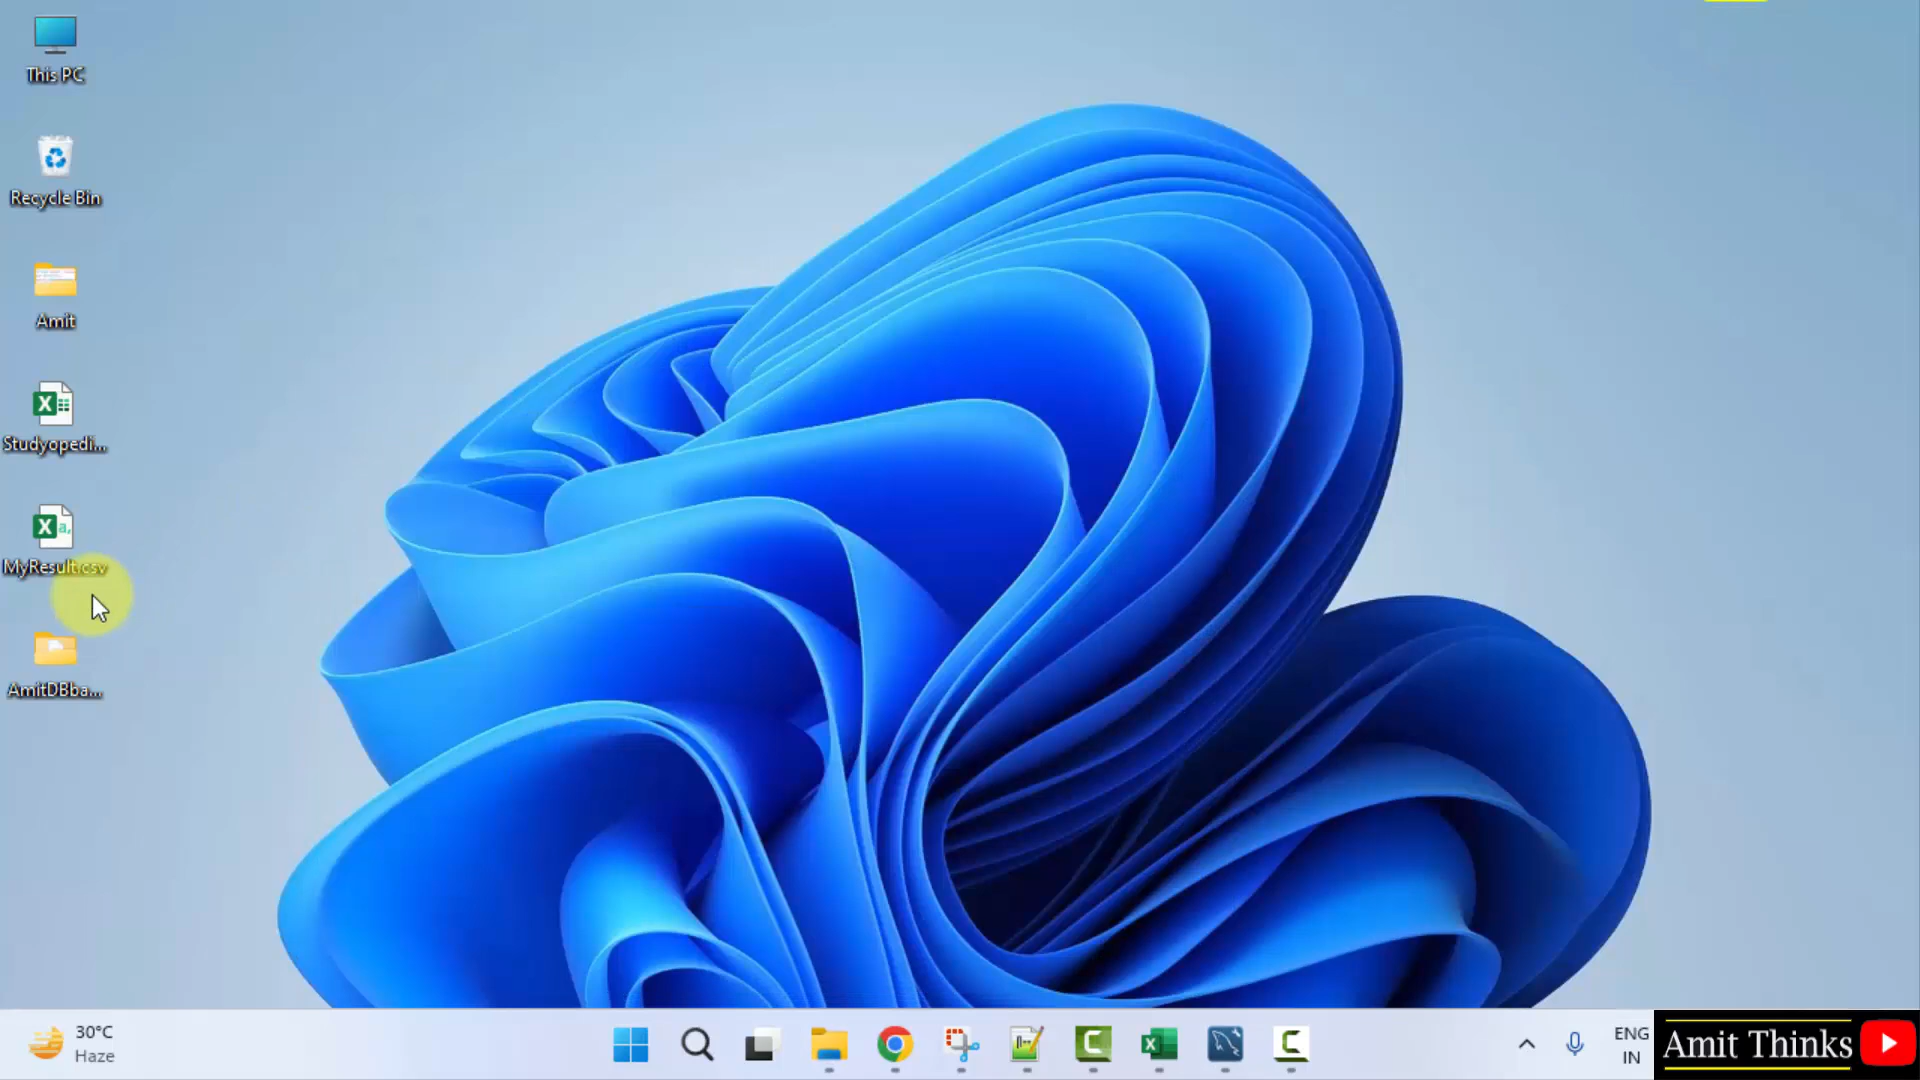 This PC
Recycle Bin
Amit
Studyopedi...
MyResult.csv
AmitDBba...
30°C
Haze
ENG
IN
Amit Thinks